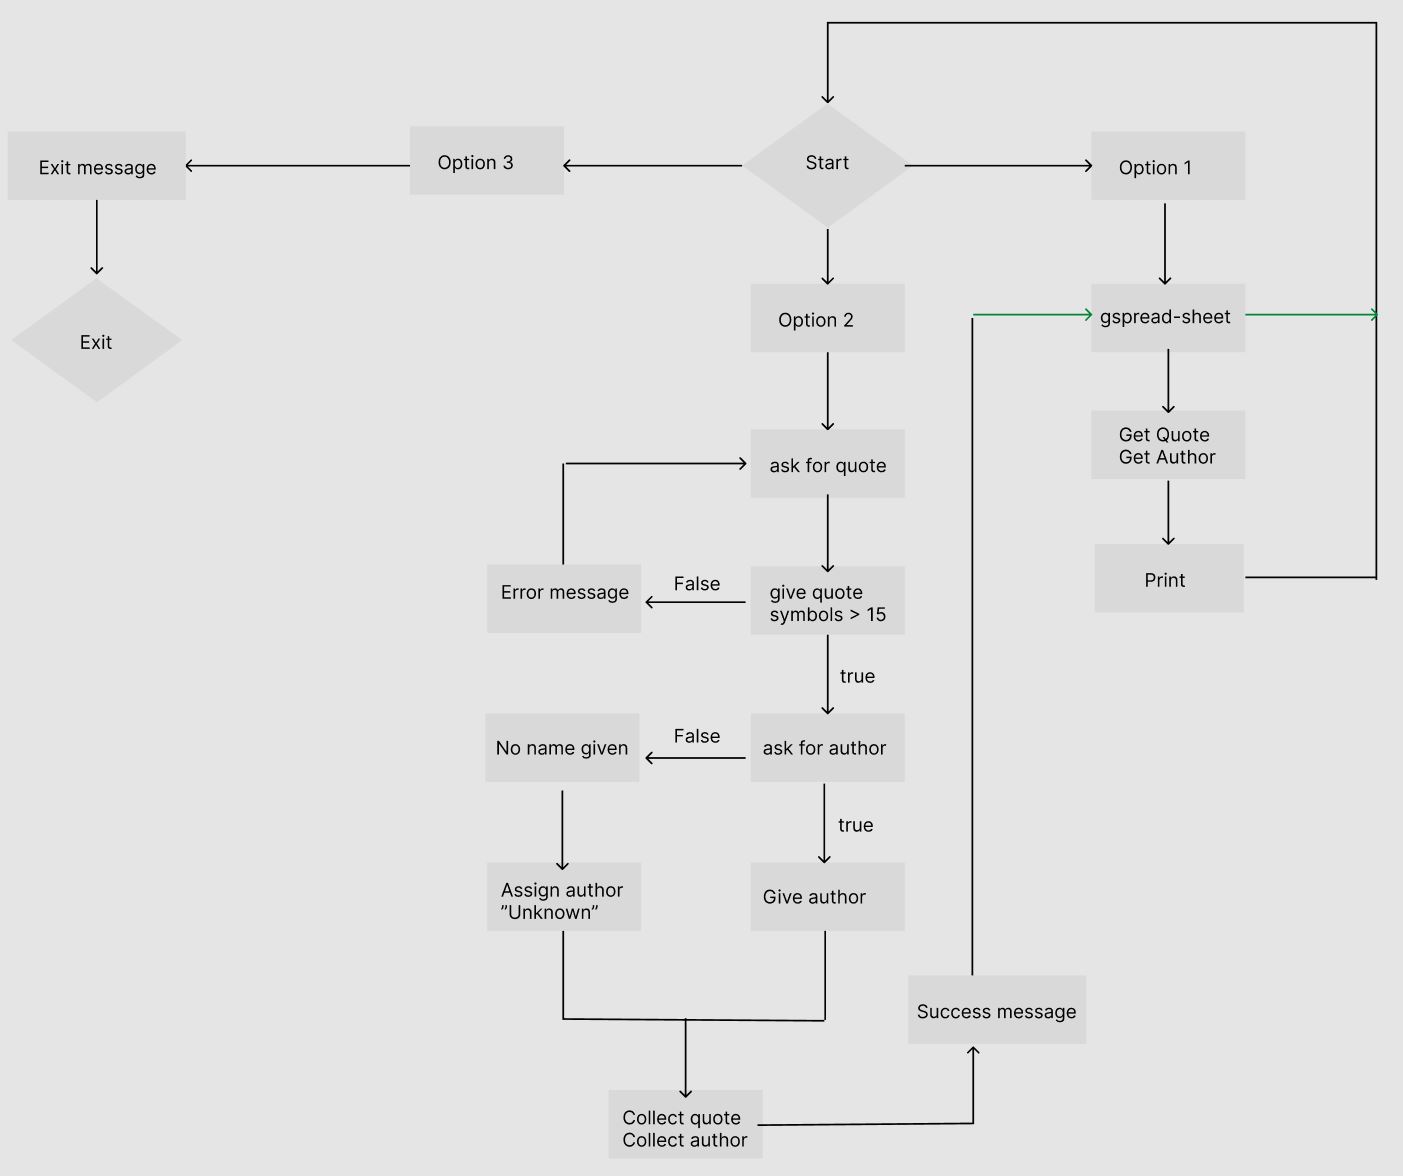 Exit message
Option 3
Start
Option 1
Exit
Option 2
gspread-sheet
ask for quote
Get Quote
Get Author
Error message
False
give quote
symbols > 15
Print
true
No name given
False
ask for author
true
Assign author
”Unknown”
Give author
Success message
Collect quote
Collect author